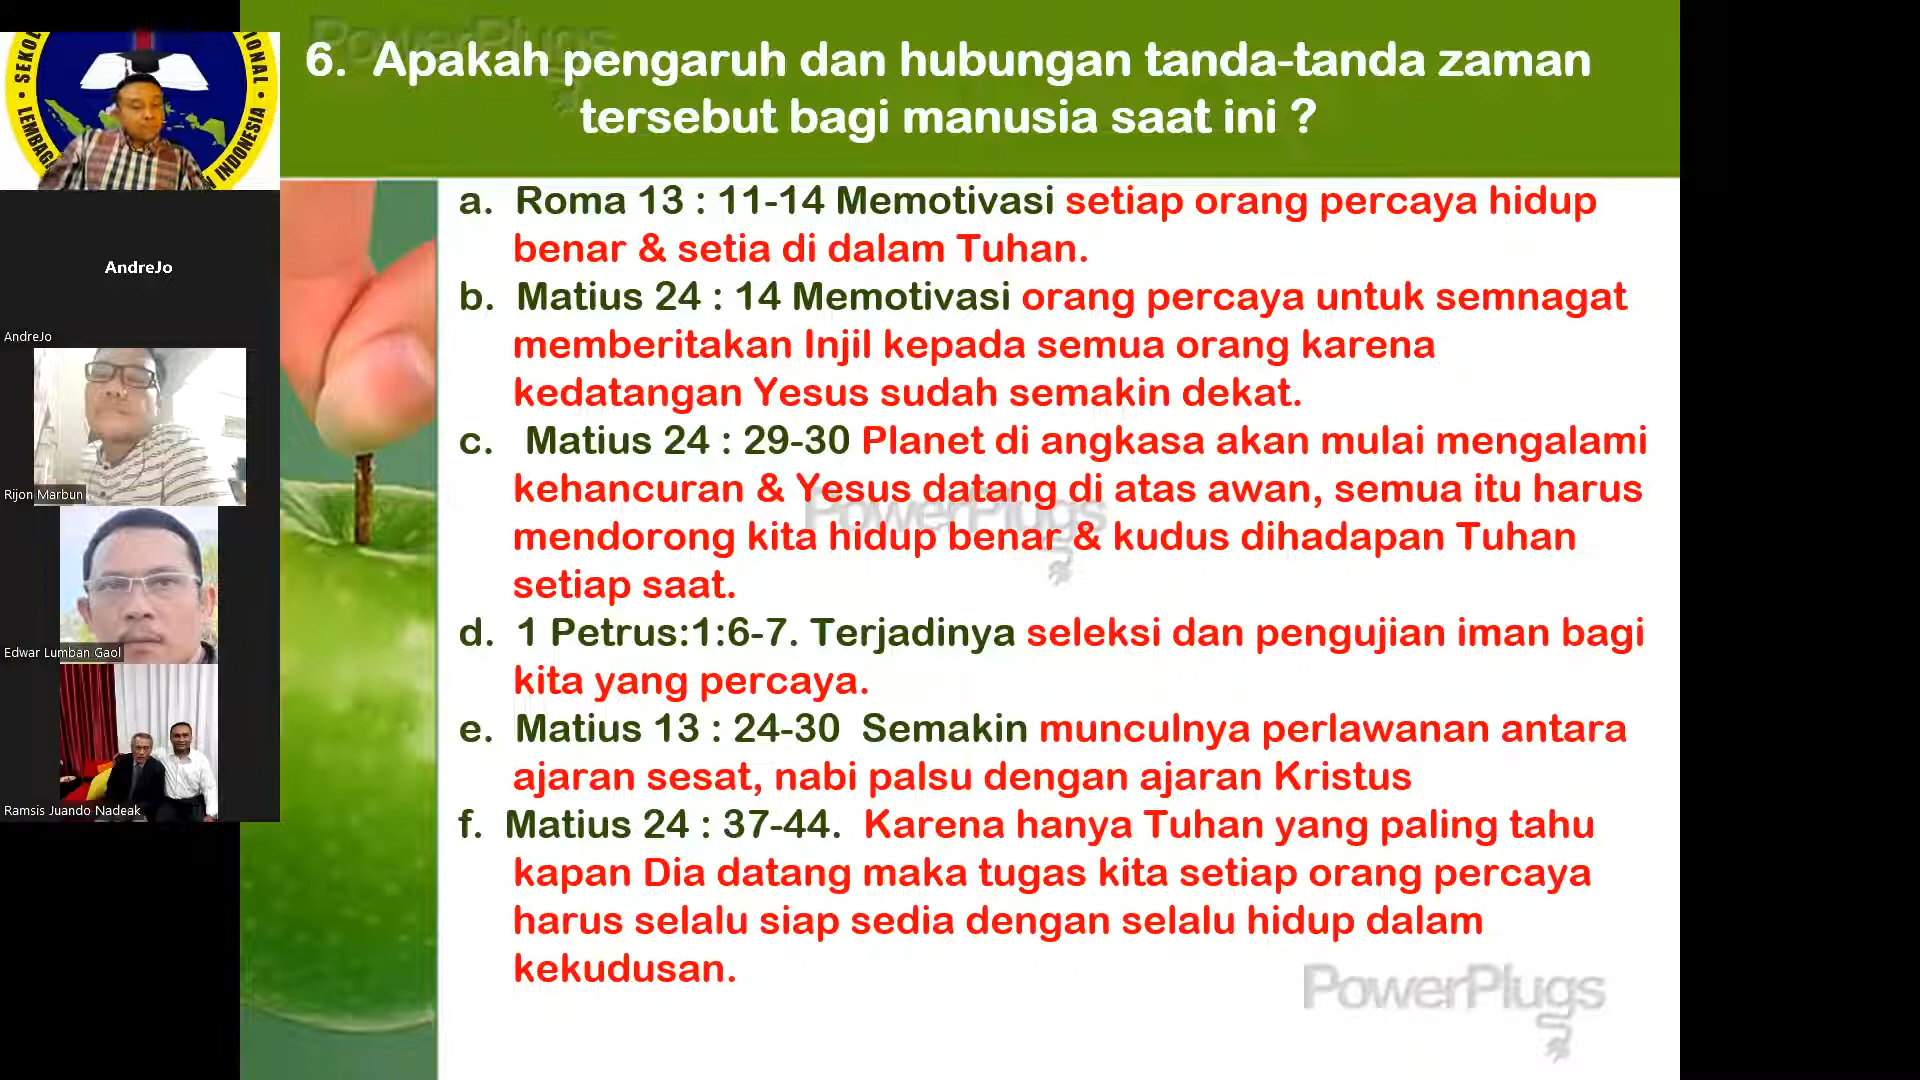 PowerPlugs
6. Apakah pengaruh dan hubungan tanda-tanda zaman
tersebut bagi manusia saat ini ?
a. Roma 13 : 11-14 Memotivasi setiap orang percaya hidup
benar & setia di dalam Tuhan.
b. Matius 24 : 14 Memotivasi orang percaya untuk semnagat
memberitakan Injil kepada semua orang karena
kedatangan Yesus sudah semakin dekat.
c. Matius 24 : 29-30 Planet di angkasa akan mulai mengalami
kehancuran & Yesus datang di atas awan, semua itu harus
mendorong kita hidup benar & kudus dihadapan Tuhan
setiap saat.
PowerPlugs
d. 1 Petrus:1:6-7. Terjadinya seleksi dan pengujian iman bagi
kita yang percaya.
e. Matius 13 : 24-30 Semakin munculnya perlawanan antara
ajaran sesat, nabi palsu dengan ajaran Kristus
f. Matius 24 : 37-44. Karena hanya Tuhan yang paling tahu
kapan Dia datang maka tugas kita setiap orang percaya
harus selalu siap sedia dengan selalu hidup dalam
kekudusan.
PowerPlugs
INDONESIA
AndreJo
AndreJo
Rijon Marbun
Edwar Lumban Gaol
Ramsis Juando Nadeak